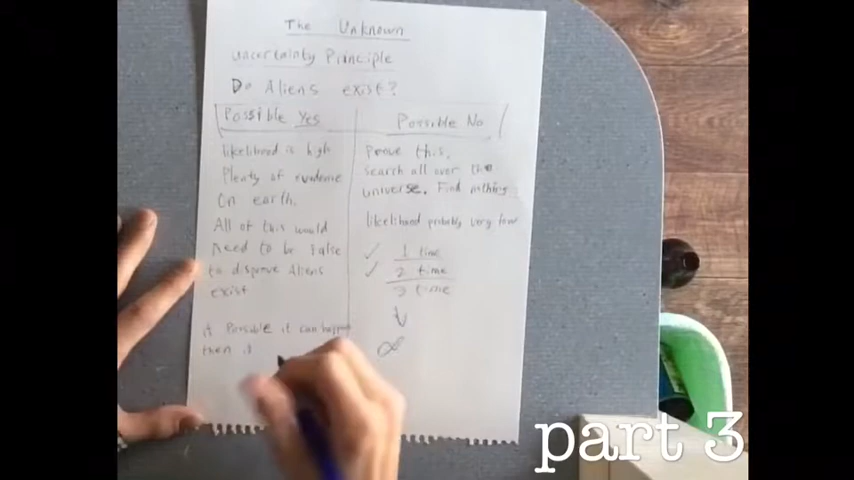 The Unknown
uncertainty Principle
Do Aliens exist?
Possible Yes
likelihood is high
Plenty of evidence
On earth.
All of this would
Need to be False
to disprove Aliens
exist
it Possible it can happen
then it
Possible No
Prove this.
search all over the
universe. Find nothing
likelihood probably very low
✓ 1 time
✓ 2 time
3 time
↓
∞
part 3